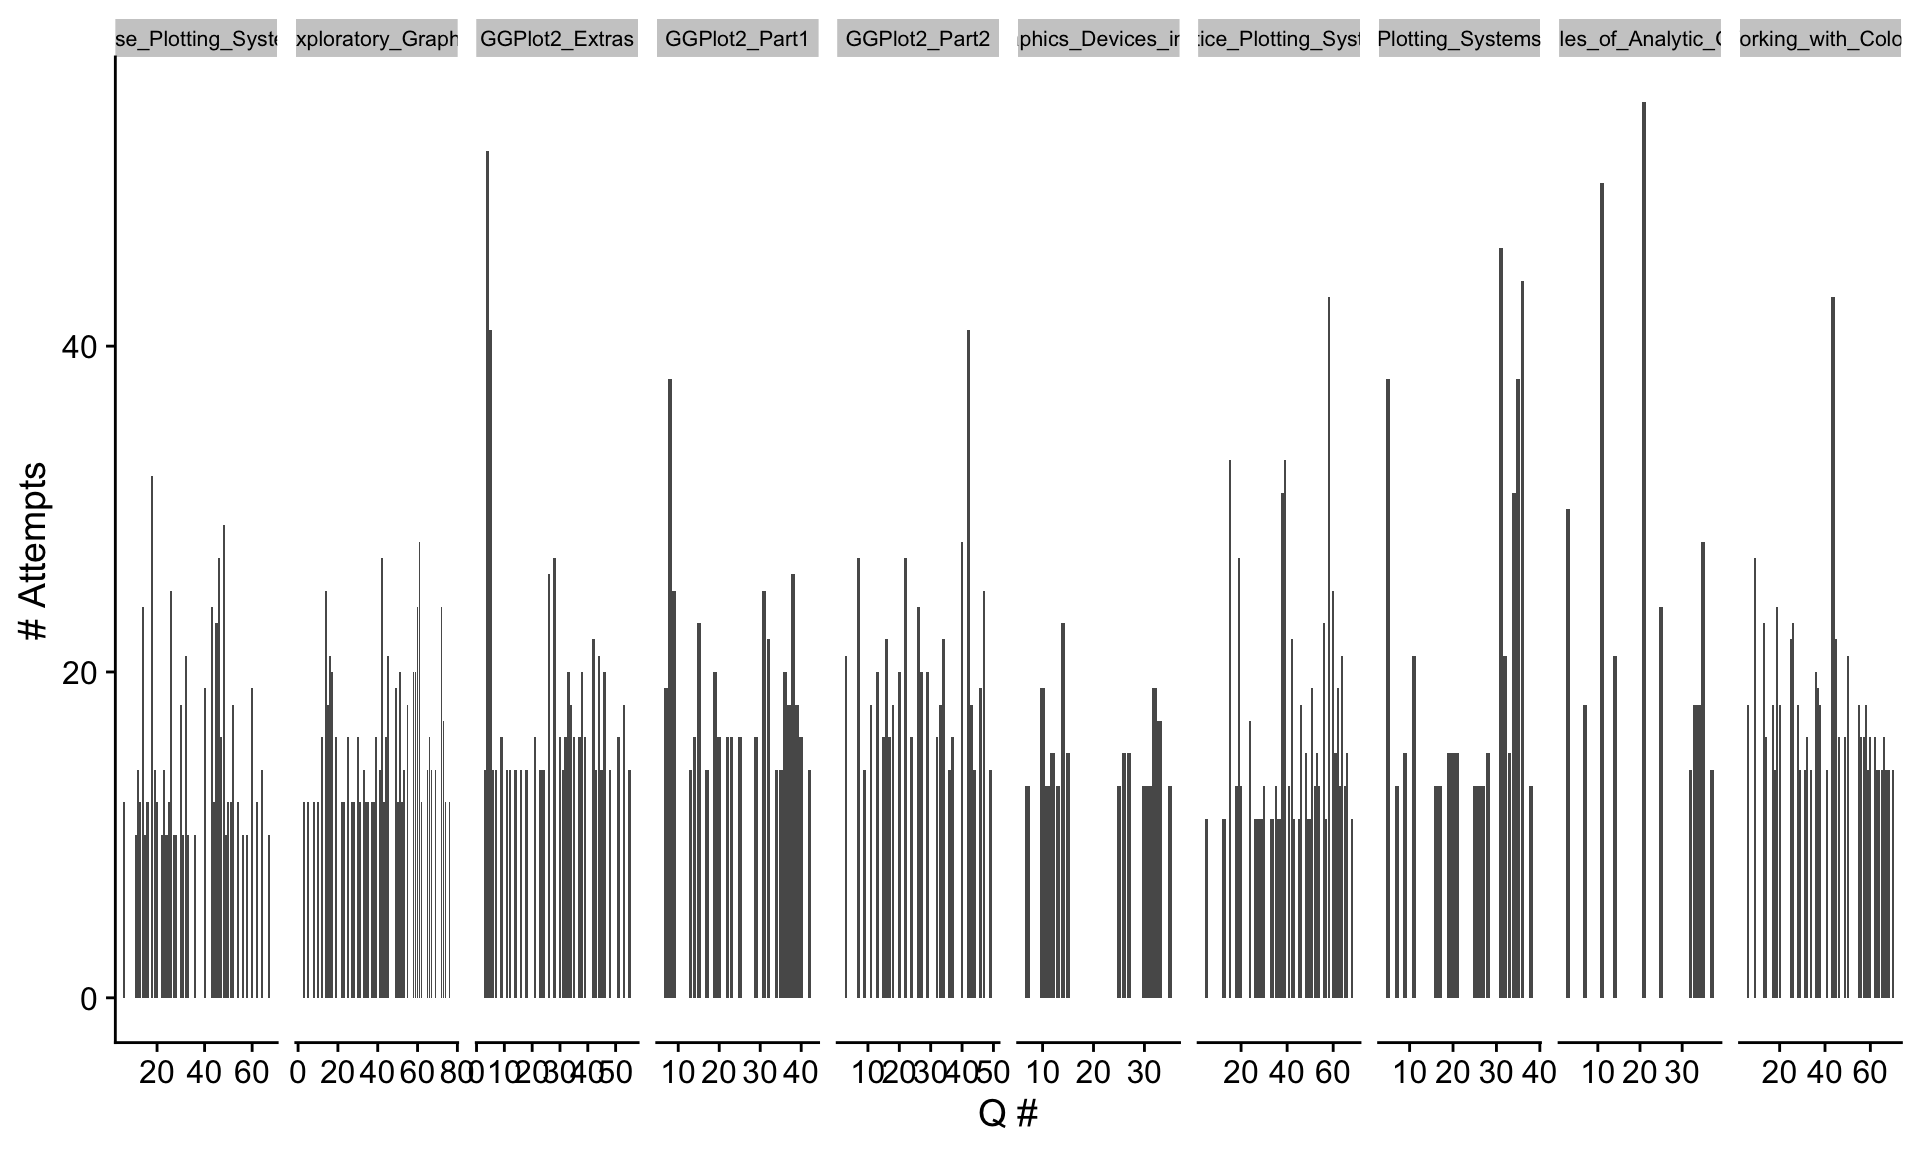 se_Plotting_Syste xploratory_Graph GGPlot2_Extras GGPlot2_Part1 GGPlot2_Part2 phics_Devices_in tice_Plotting_Syst Plotting_Systems les_of_Analytic_G orking_with_Colo
40
20
0
# Attempts
20 40 60 0 20 40 60 80 0 10 20 30 40 50 10 20 30 40 10 20 30 40 50 10 20 30 20 40 60 10 20 30 40 10 20 30 20 40 60
Q #